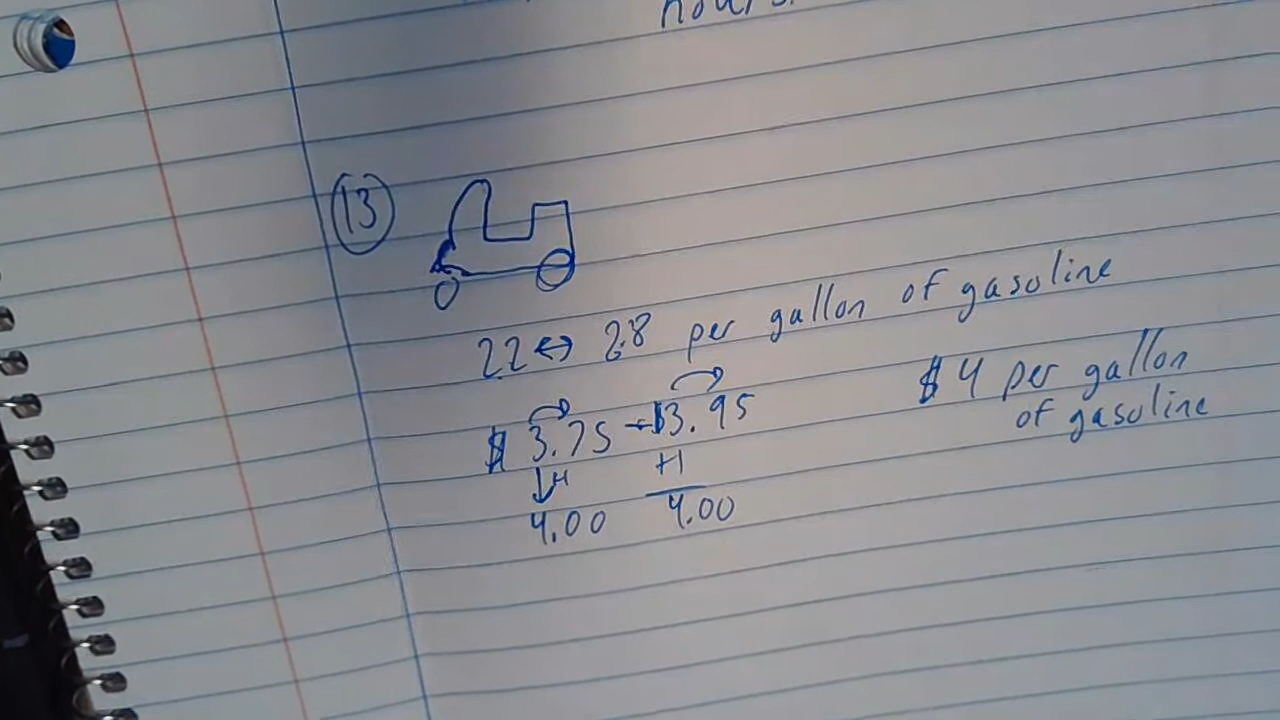 hours.
13
22 ↔ 28 per gallon of gasoline
$ 3.75 - $3.95
+1 +1
4.00 4.00
$4 per gallon
of gasoline